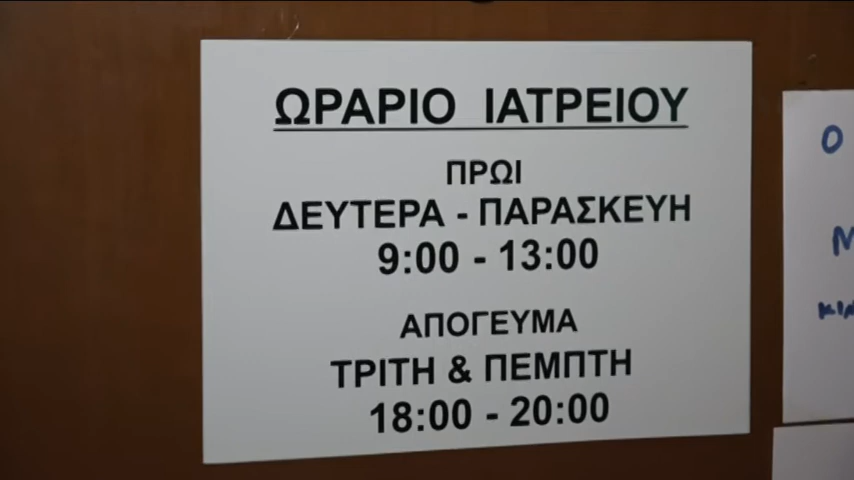 ΩΡΑΡΙΟ ΙΑΤΡΕΙΟΥ
ΠΡΩΙ
ΔΕΥΤΕΡΑ - ΠΑΡΑΣΚΕΥΗ
9:00 - 13:00
ΑΠΟΓΕΥΜΑ
ΤΡΙΤΗ & ΠΕΜΠΤΗ
18:00 - 20:00
Ο